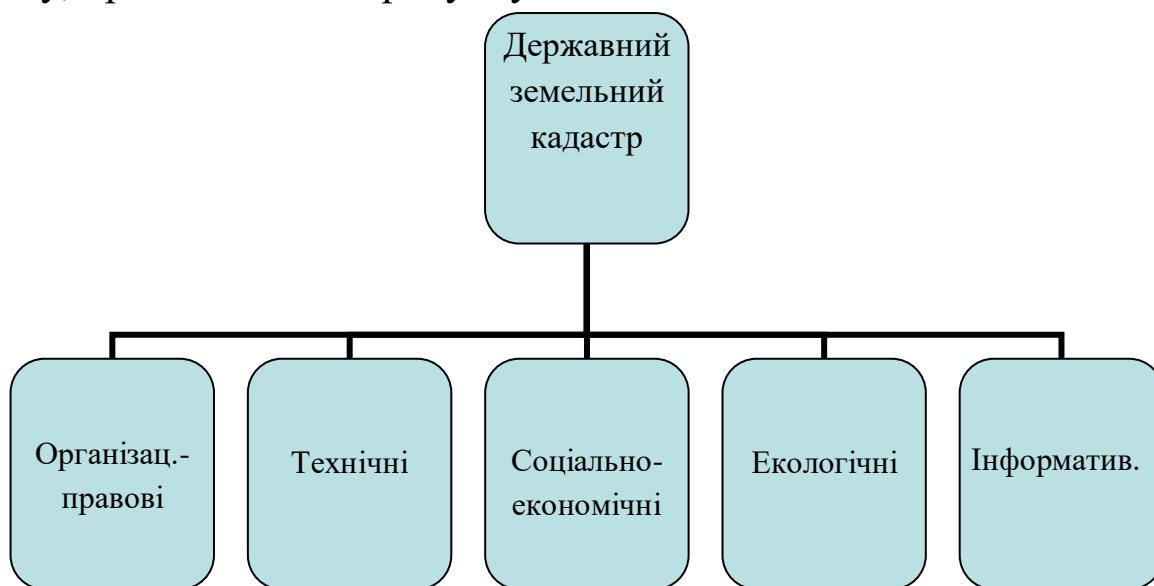 Державний
земельний
кадастр
Організац.-
правові
Технічні
Соціально-
економічні
Екологічні
Інформатив.